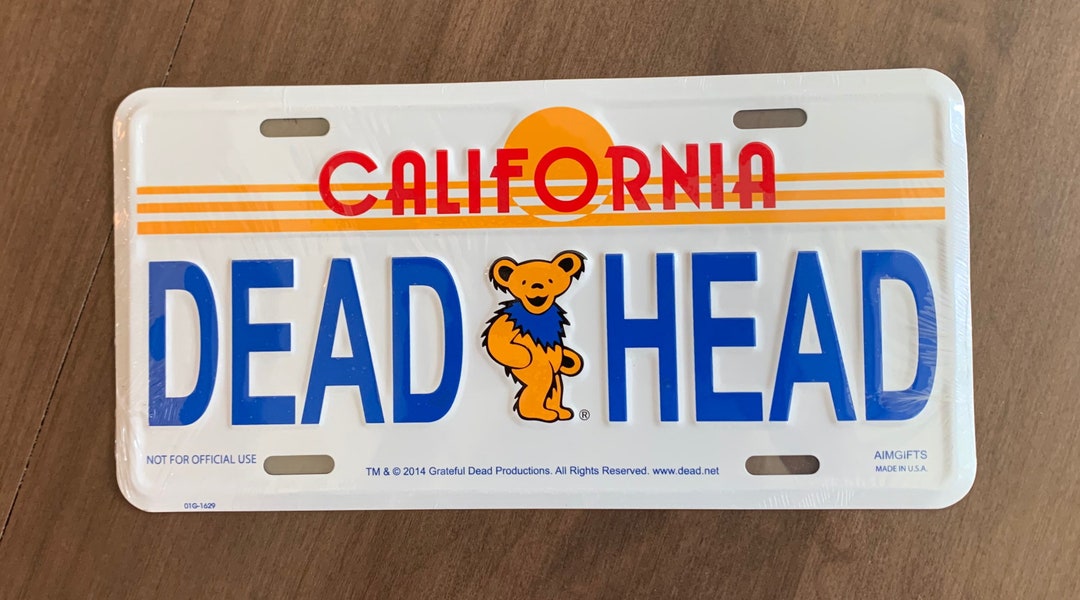 CALIFORNIA
DEAD HEAD
®
NOT FOR OFFICIAL USE
TM & © 2014 Grateful Dead Productions. All Rights Reserved. www.dead.net
AIMGIFTS
MADE IN U.S.A.
01G-1629